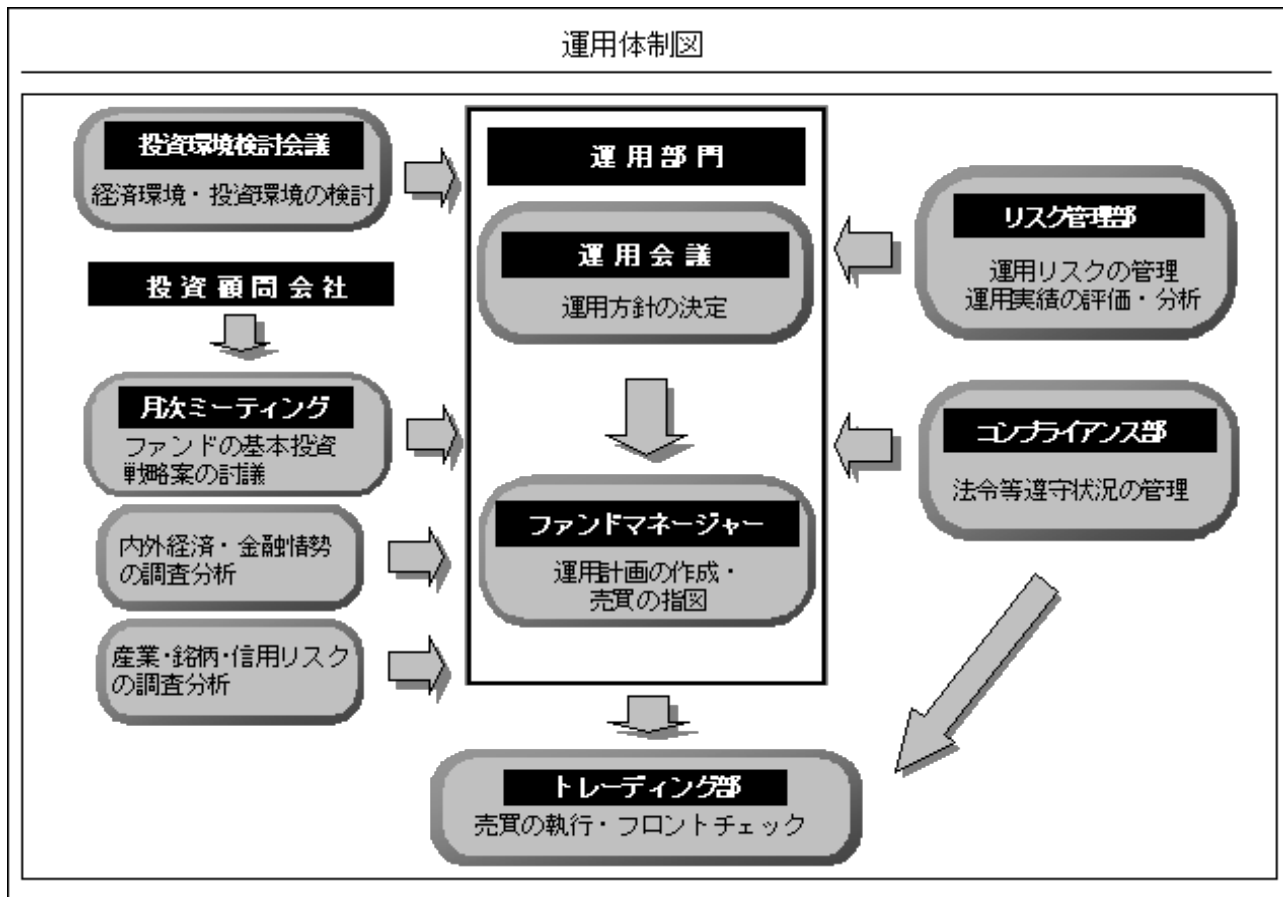 運用体制図
投資環境検討会議
経済環境・投資環境の検討
投資顧問会社
月次ミーティング
ファンドの基本投資
戦略案の討議
内外経済・金融情勢
の調査分析
産業・銘柄・信用リスク
の調査分析
運用部門
運用会議
運用方針の決定
ファンドマネージャー
運用計画の作成・
売買の指図
リスク管理部
運用リスクの管理
運用実績の評価・分析
コンプライアンス部
法令等遵守状況の管理
トレーディング部
売買の執行・フロントチェック